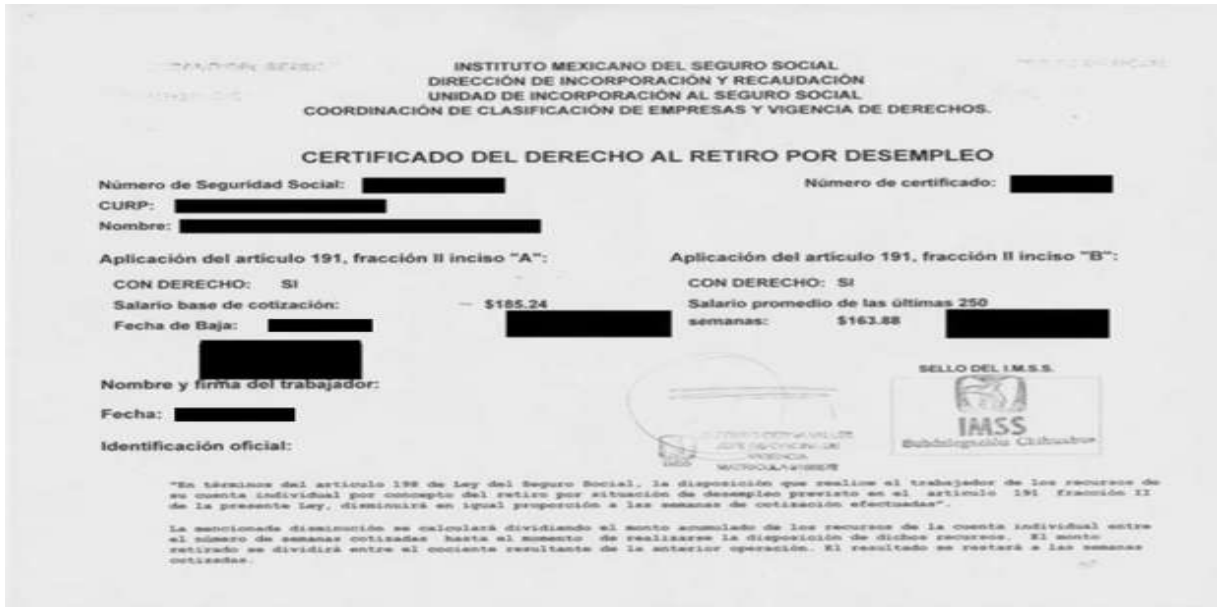 INSTITUTO MEXICANO DEL SEGURO SOCIAL
DIRECCIÓN DE INCORPORACIÓN Y RECAUDACIÓN
UNIDAD DE INCORPORACIÓN AL SEGURO SOCIAL
COORDINACIÓN DE CLASIFICACIÓN DE EMPRESAS Y VIGENCIA DE DERECHOS.
CERTIFICADO DEL DERECHO AL RETIRO POR DESEMPLEO
Número de Seguridad Social: Número de certificado:
CURP:
Nombre:
Aplicación del artículo 191, fracción II inciso "A": Aplicación del artículo 191, fracción II inciso "B":
CON DERECHO: SI CON DERECHO: SI
Salario base de cotización: $185.24 Salario promedio de las últimas 250
Fecha de Baja: semanas: $163.88
SELLO DEL I.M.S.S.
Nombre y firma del trabajador:
Fecha:
IMSS
Subdelegación Chihuahua
Identificación oficial:
VIGENCIA
MATRICULA
"En términos del artículo 198 de Ley del Seguro Social, la disposición que realice el trabajador de los recursos de
su cuenta individual por concepto del retiro por situación de desempleo previsto en el artículo 191 fracción II
de la presente Ley, disminuirá en igual proporción a las semanas de cotización efectuadas".
La mencionada disminución se calculará dividiendo el monto acumulado de los recursos de la cuenta individual entre
el número de semanas cotizadas hasta el momento de realizarse la disposición de dichos recursos. El monto
retirado se dividirá entre el cociente resultante de la anterior operación. El resultado se restará a las semanas
cotizadas.